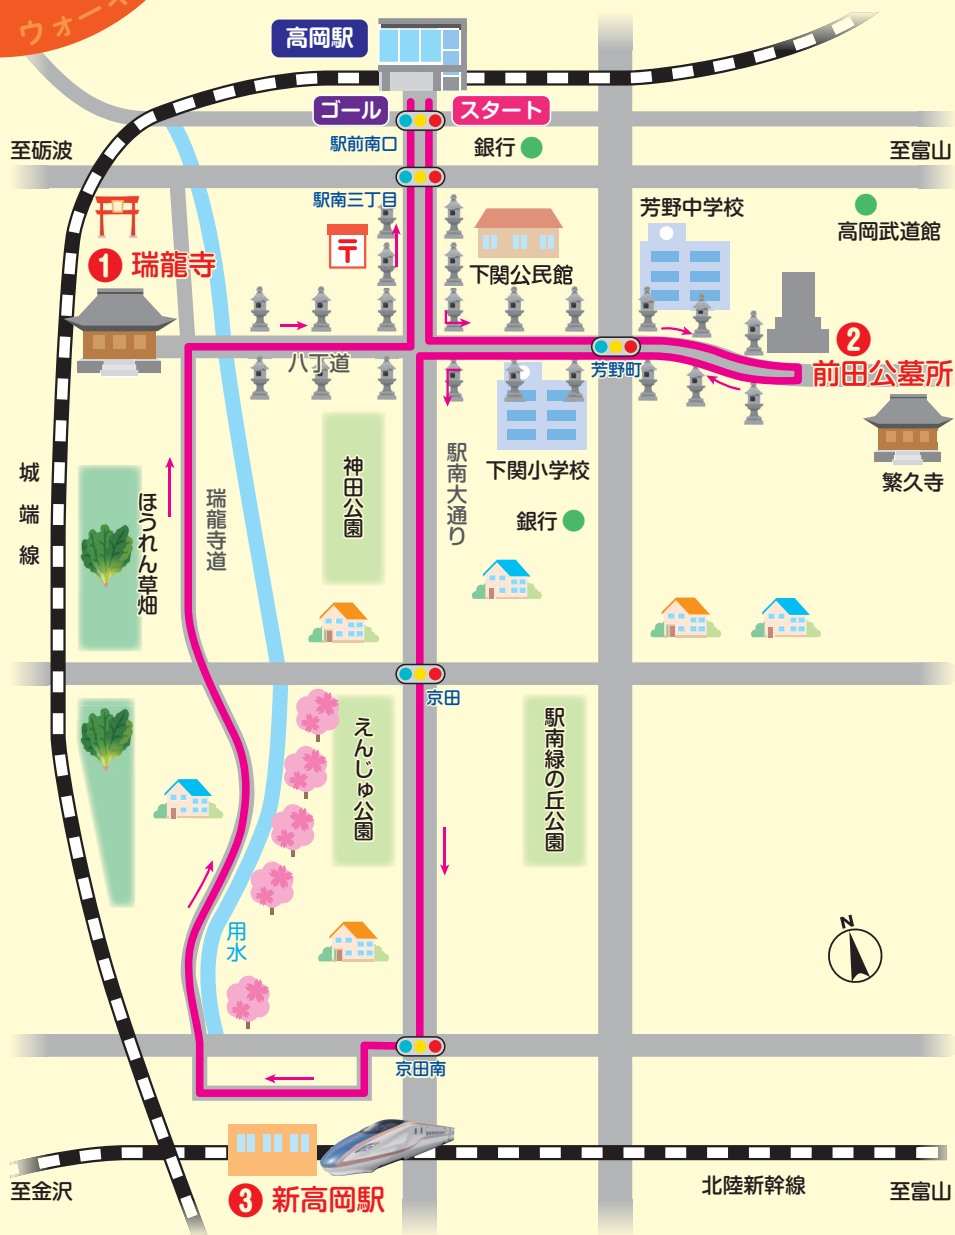 ウォー
高岡駅
ゴール
スタート
駅前南口
銀行
至砺波
至富山
駅南三丁目
芳野中学校
高岡武道館
〒
下関公民館
1 瑞龍寺
2
前田公墓所
八丁道
芳野町
繁久寺
下関小学校
銀行
城端線
ほうれん草畑
瑞龍寺道
神田公園
駅南大通り
京田
えんじゅ公園
駅南緑の丘公園
用水
N
京田南
至金沢
3 新高岡駅
北陸新幹線
至富山